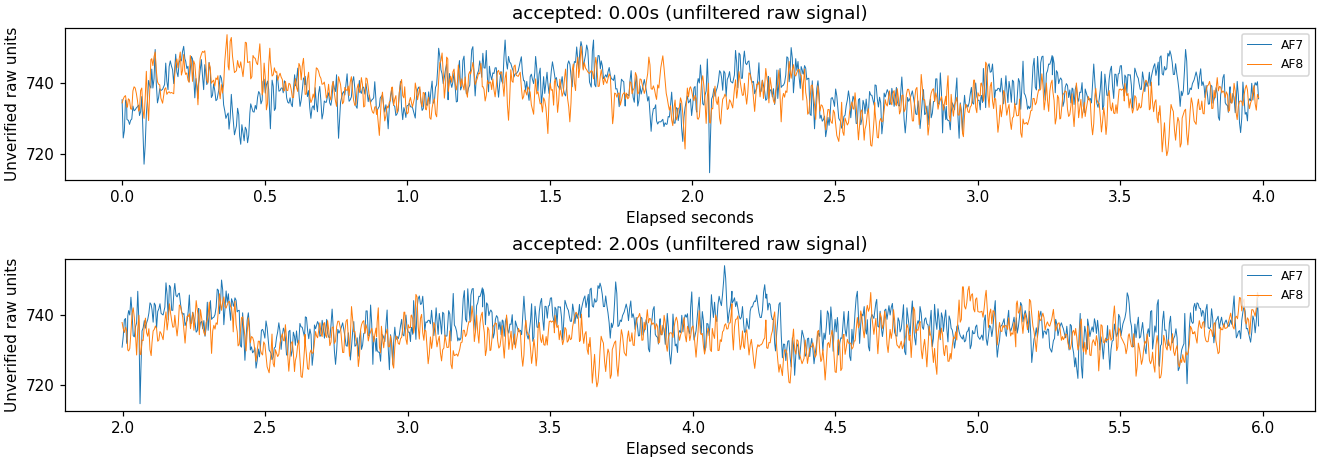 accepted: 0.00s (unfiltered raw signal)
Unverified raw units
740
720
AF7
AF8
0.0 0.5 1.0 1.5 2.0 2.5 3.0 3.5 4.0
Elapsed seconds
accepted: 2.00s (unfiltered raw signal)
Unverified raw units
740
720
AF7
AF8
2.0 2.5 3.0 3.5 4.0 4.5 5.0 5.5 6.0
Elapsed seconds